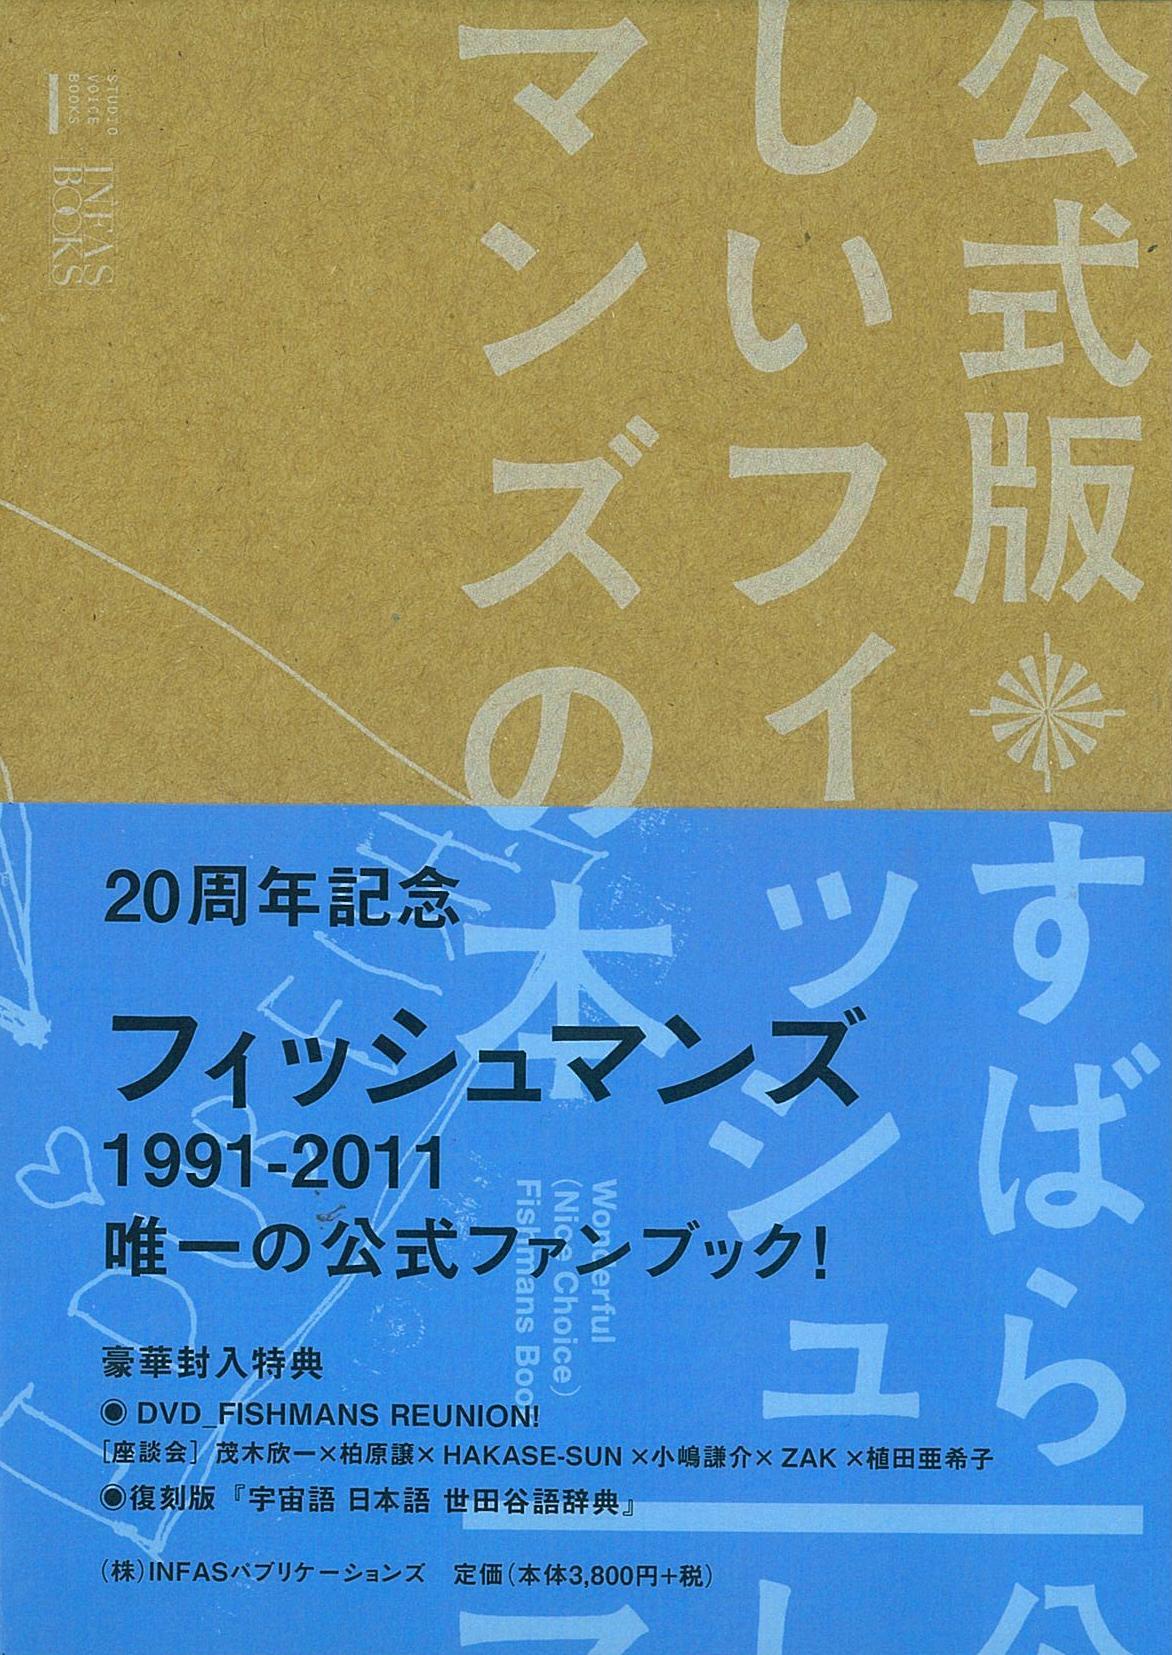 公式版
すばら
しいフィッシュ
マンズの本
STUDIO
VOICE
BOOKS
INFAS
BOOKS
20周年記念
フィッシュマンズ
1991-2011
唯一の公式ファンブック!
Wonderful
(Nice Choice)
Fishmans Boo
豪華封入特典
◉ DVD_FISHMANS REUNION!
[座談会] 茂木欣一×柏原譲× HAKASE-SUN ×小嶋謙介× ZAK ×植田亜希子
◉復刻版『宇宙語 日本語 世田谷語辞典』
(株)INFASパブリケーションズ 定価(本体3,800円+税)
公
し
マ